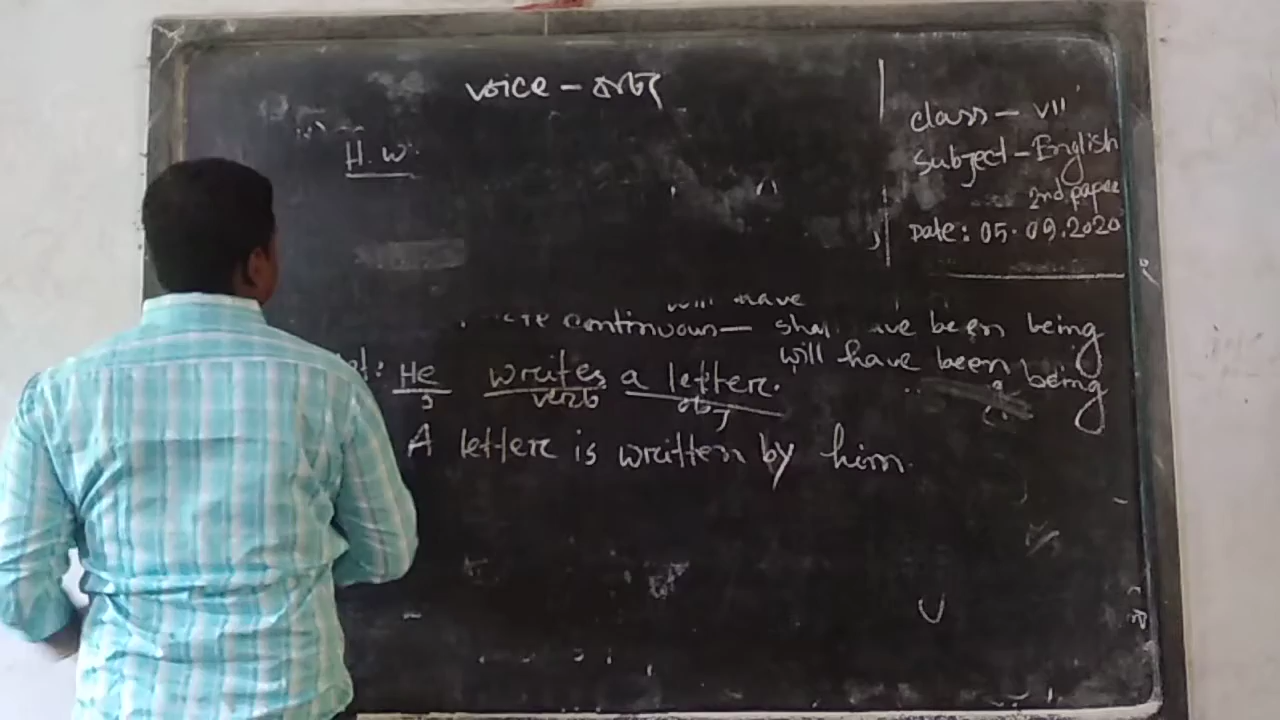 voice – বাচ্য
H. W.
class – VII
Subject – English
2nd paper
Date: 05.09.2020
will have
continuous — shall have been being
will have been being
He writes a letter.
S verb obj
A letter is written by him.